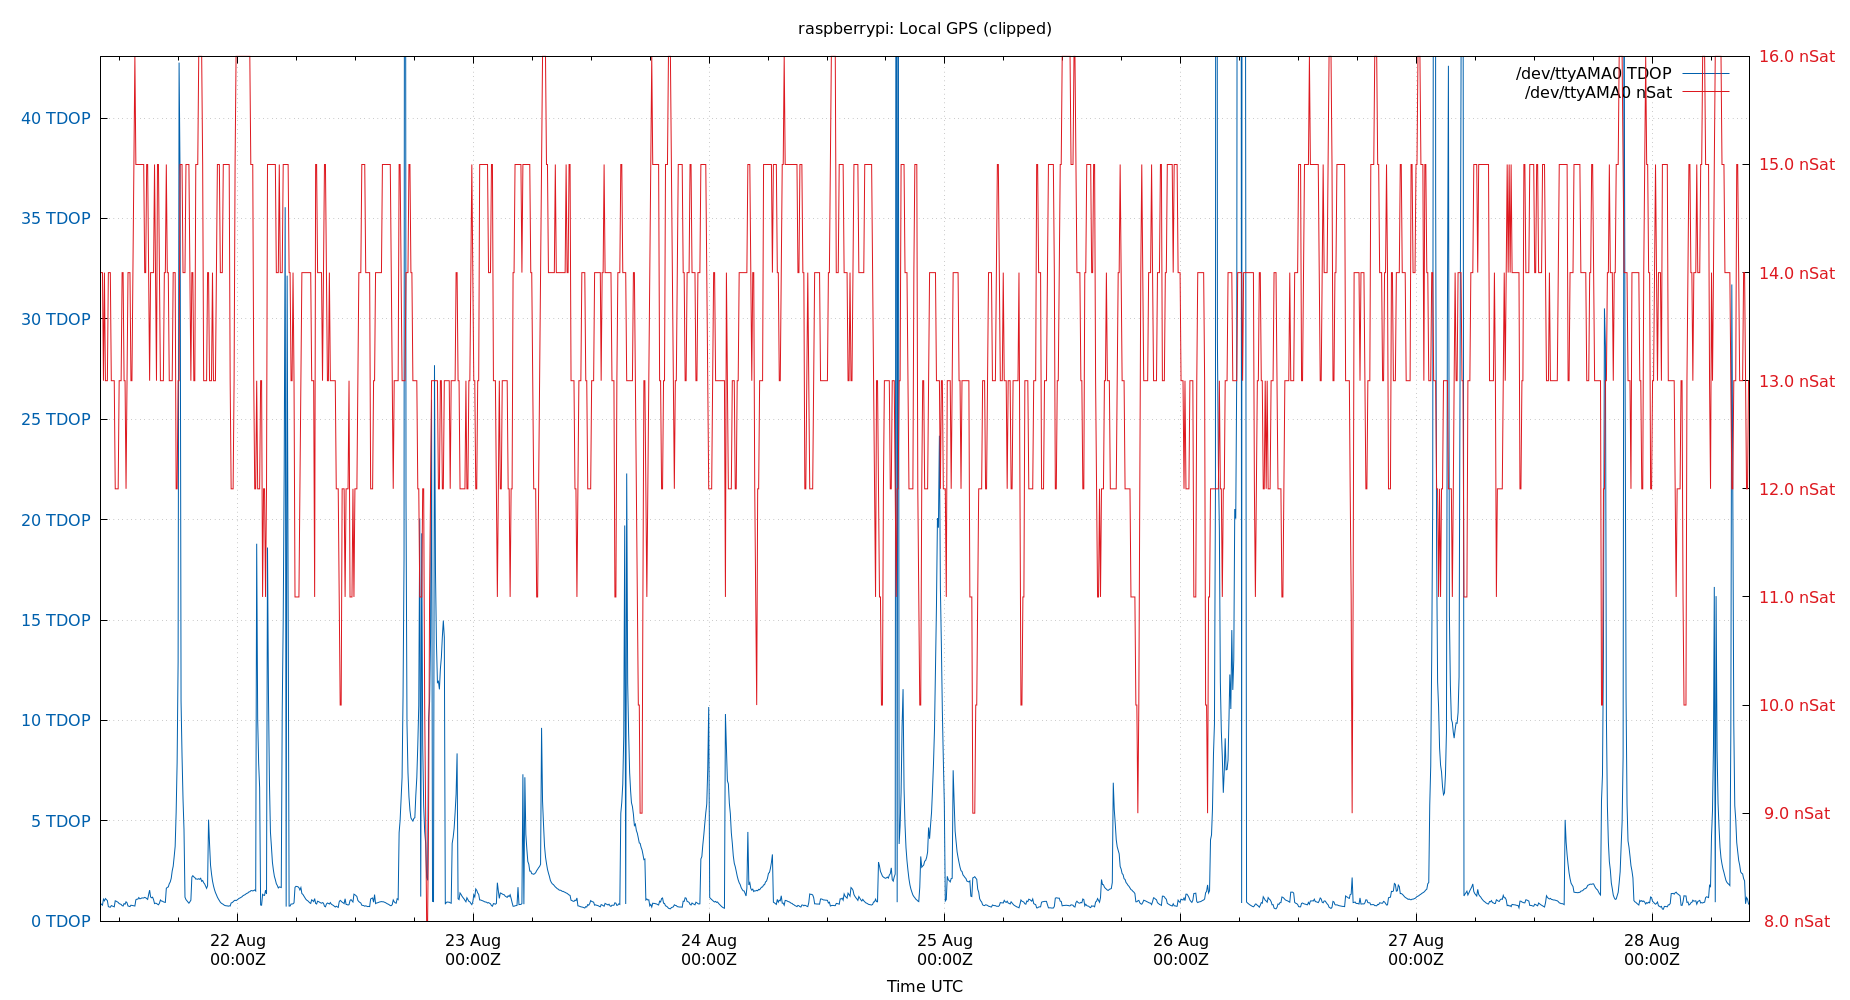 raspberrypi: Local GPS (clipped)
/dev/ttyAMA0 TDOP
/dev/ttyAMA0 nSat
40 TDOP
35 TDOP
30 TDOP
25 TDOP
20 TDOP
15 TDOP
10 TDOP
5 TDOP
0 TDOP
16.0 nSat
15.0 nSat
14.0 nSat
13.0 nSat
12.0 nSat
11.0 nSat
10.0 nSat
9.0 nSat
8.0 nSat
22 Aug
00:00Z
23 Aug
00:00Z
24 Aug
00:00Z
25 Aug
00:00Z
26 Aug
00:00Z
27 Aug
00:00Z
28 Aug
00:00Z
Time UTC